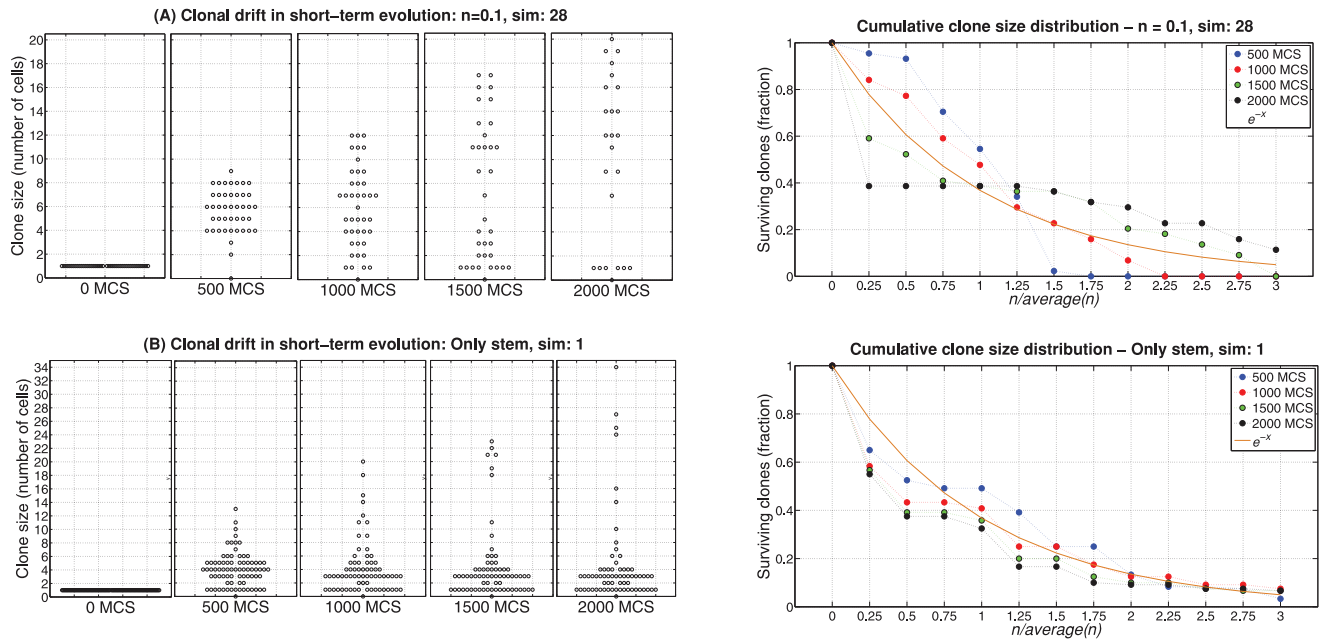 (A) Clonal drift in short−term evolution: n=0.1, sim: 28
Clone size (number of cells)
20
18
16
14
12
10
8
6
4
2
0
0 MCS
500 MCS
1000 MCS
1500 MCS
2000 MCS
Cumulative clone size distribution − n = 0.1, sim: 28
Surviving clones (fraction)
1
0.8
0.6
0.4
0.2
0
500 MCS
1000 MCS
1500 MCS
2000 MCS
e−x
0 0.25 0.5 0.75 1 1.25 1.5 1.75 2 2.25 2.5 2.75 3
n/average(n)
(B) Clonal drift in short−term evolution: Only stem, sim: 1
Clone size (number of cells)
34
32
30
28
26
24
22
20
18
16
14
12
10
8
6
4
2
0
0 MCS
500 MCS
1000 MCS
1500 MCS
2000 MCS
Cumulative clone size distribution − Only stem, sim: 1
Surviving clones (fraction)
1
0.8
0.6
0.4
0.2
0
500 MCS
1000 MCS
1500 MCS
2000 MCS
e−x
0 0.25 0.5 0.75 1 1.25 1.5 1.75 2 2.25 2.5 2.75 3
n/average(n)